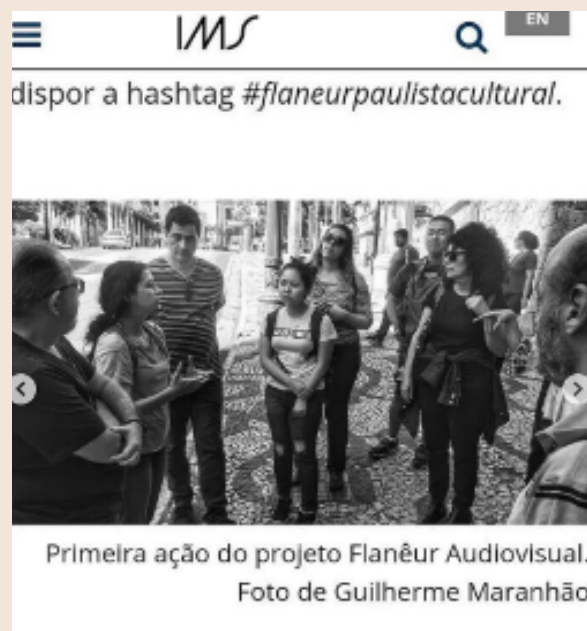 IMS
EN
dispor a hashtag #flaneurpaulistacultural.
Primeira ação do projeto Flanêur Audiovisual.
Foto de Guilherme Maranhão